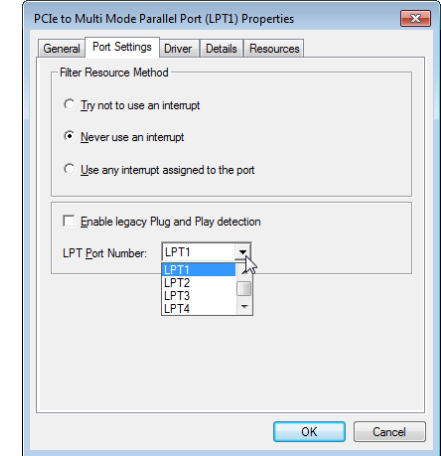 PCIe to Multi Mode Parallel Port (LPT1) Properties
General Port Settings Driver Details Resources
Filter Resource Method
Try not to use an interrupt
Never use an interrupt
Use any interrupt assigned to the port
Enable legacy Plug and Play detection
LPT Port Number: LPT1
LPT1
LPT2
LPT3
LPT4
OK Cancel